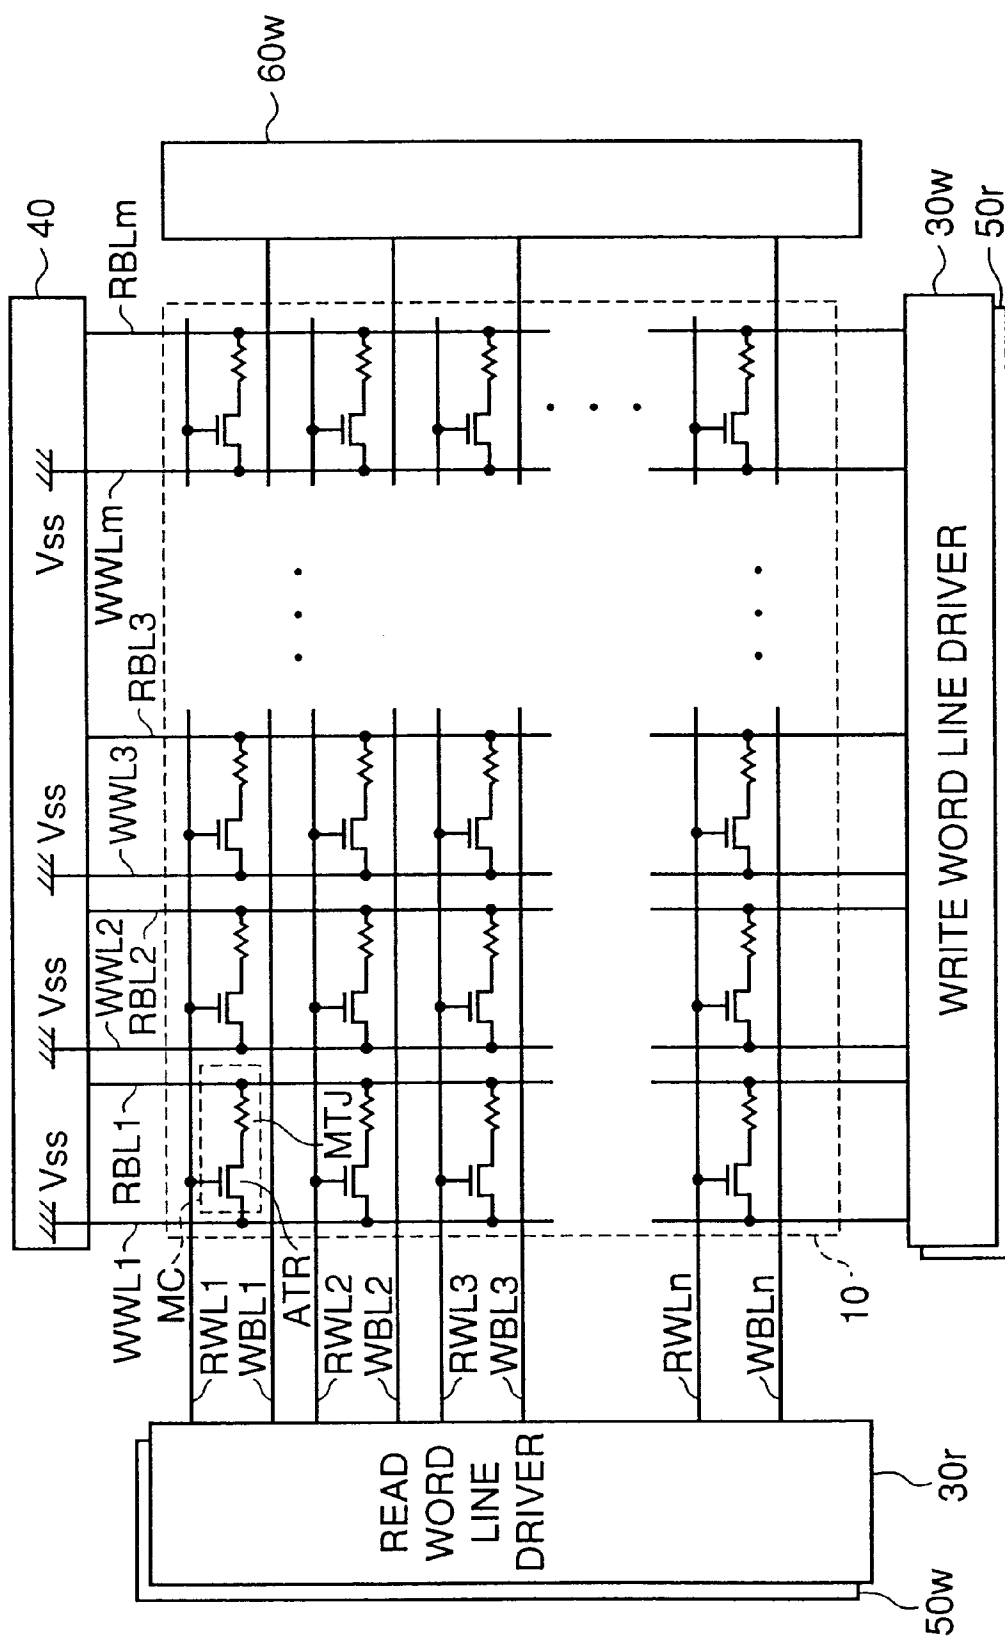 40
Vss
Vss
Vss
Vss
WWL1
RBL1
WWL2
RBL2
WWL3
RBL3
WWLm
RBLm
60w
MC
RWL1
WBL1
ATR
MTJ
RWL2
WBL2
RWL3
WBL3
RWLn
WBLn
10
READ
WORD
LINE
DRIVER
30r
50w
WRITE WORD LINE DRIVER
30w
50r